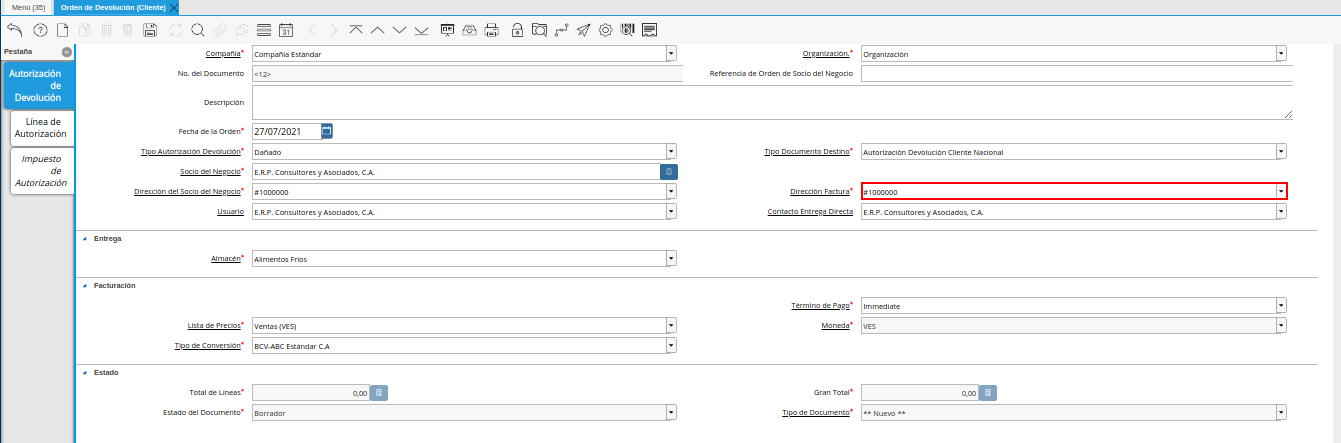 Menú (35)
Orden de Devolución (Cliente)
31
Pestaña
Autorización de Devolución
Línea de Autorización
Impuesto de Autorización
Compañía* Compañía Estándar Organización.* Organización
No. del Documento <12> Referencia de Orden de Socio del Negocio
Descripción
Fecha de la Orden* 27/07/2021
Tipo Autorización Devolución* Dañado Tipo Documento Destino* Autorización Devolución Cliente Nacional
Socio del Negocio* E.R.P. Consultores y Asociados, C.A.
Dirección del Socio del Negocio* #1000000 Dirección Factura* #1000000
Usuario E.R.P. Consultores y Asociados, C.A. Contacto Entrega Directa E.R.P. Consultores y Asociados, C.A.
Entrega
Almacén* Alimentos Fríos
Facturación
Término de Pago* Immediate
Lista de Precios* Ventas (VES) Moneda* VES
Tipo de Conversión* BCV-ABC Estándar C.A
Estado
Total de Líneas* 0,00 Gran Total* 0,00
Estado del Documento* Borrador Tipo de Documento* ** Nuevo **